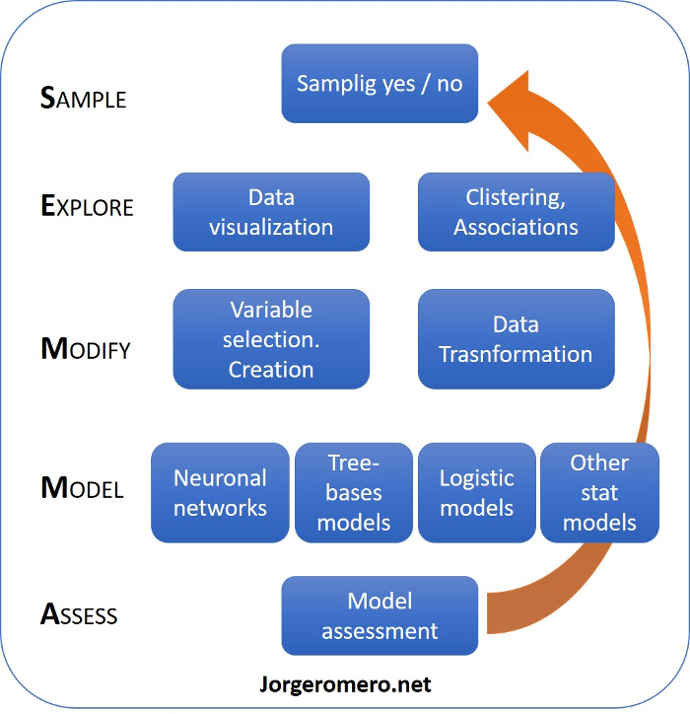 SAMPLE
Samplig yes / no
EXPLORE
Data
visualization
Clistering,
Associations
MODIFY
Variable
selection.
Creation
Data
Trasnformation
MODEL
Neuronal
networks
Tree-
bases
models
Logistic
models
Other
stat
models
ASSESS
Model
assessment
Jorgeromero.net